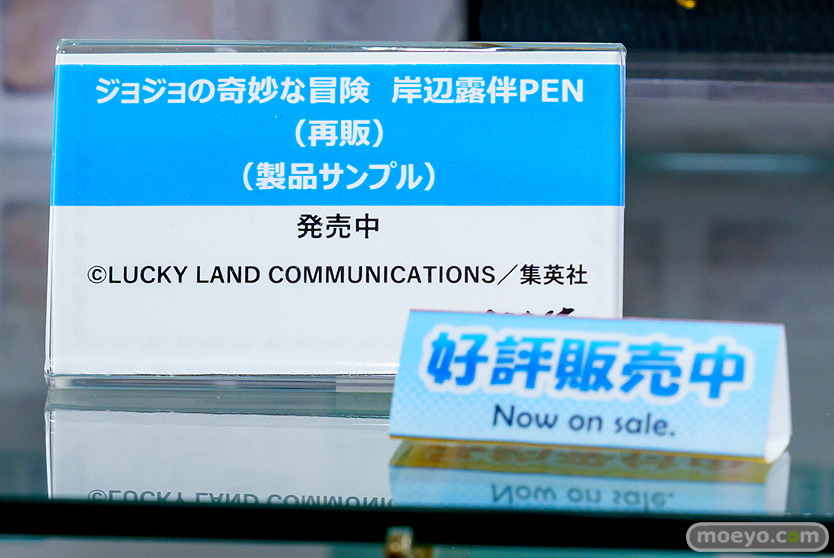 ジョジョの奇妙な冒険 岸辺露伴PEN
（再販）
（製品サンプル）
発売中
©LUCKY LAND COMMUNICATIONS／集英社
好評販売中
Now on sale.
moeyo.com